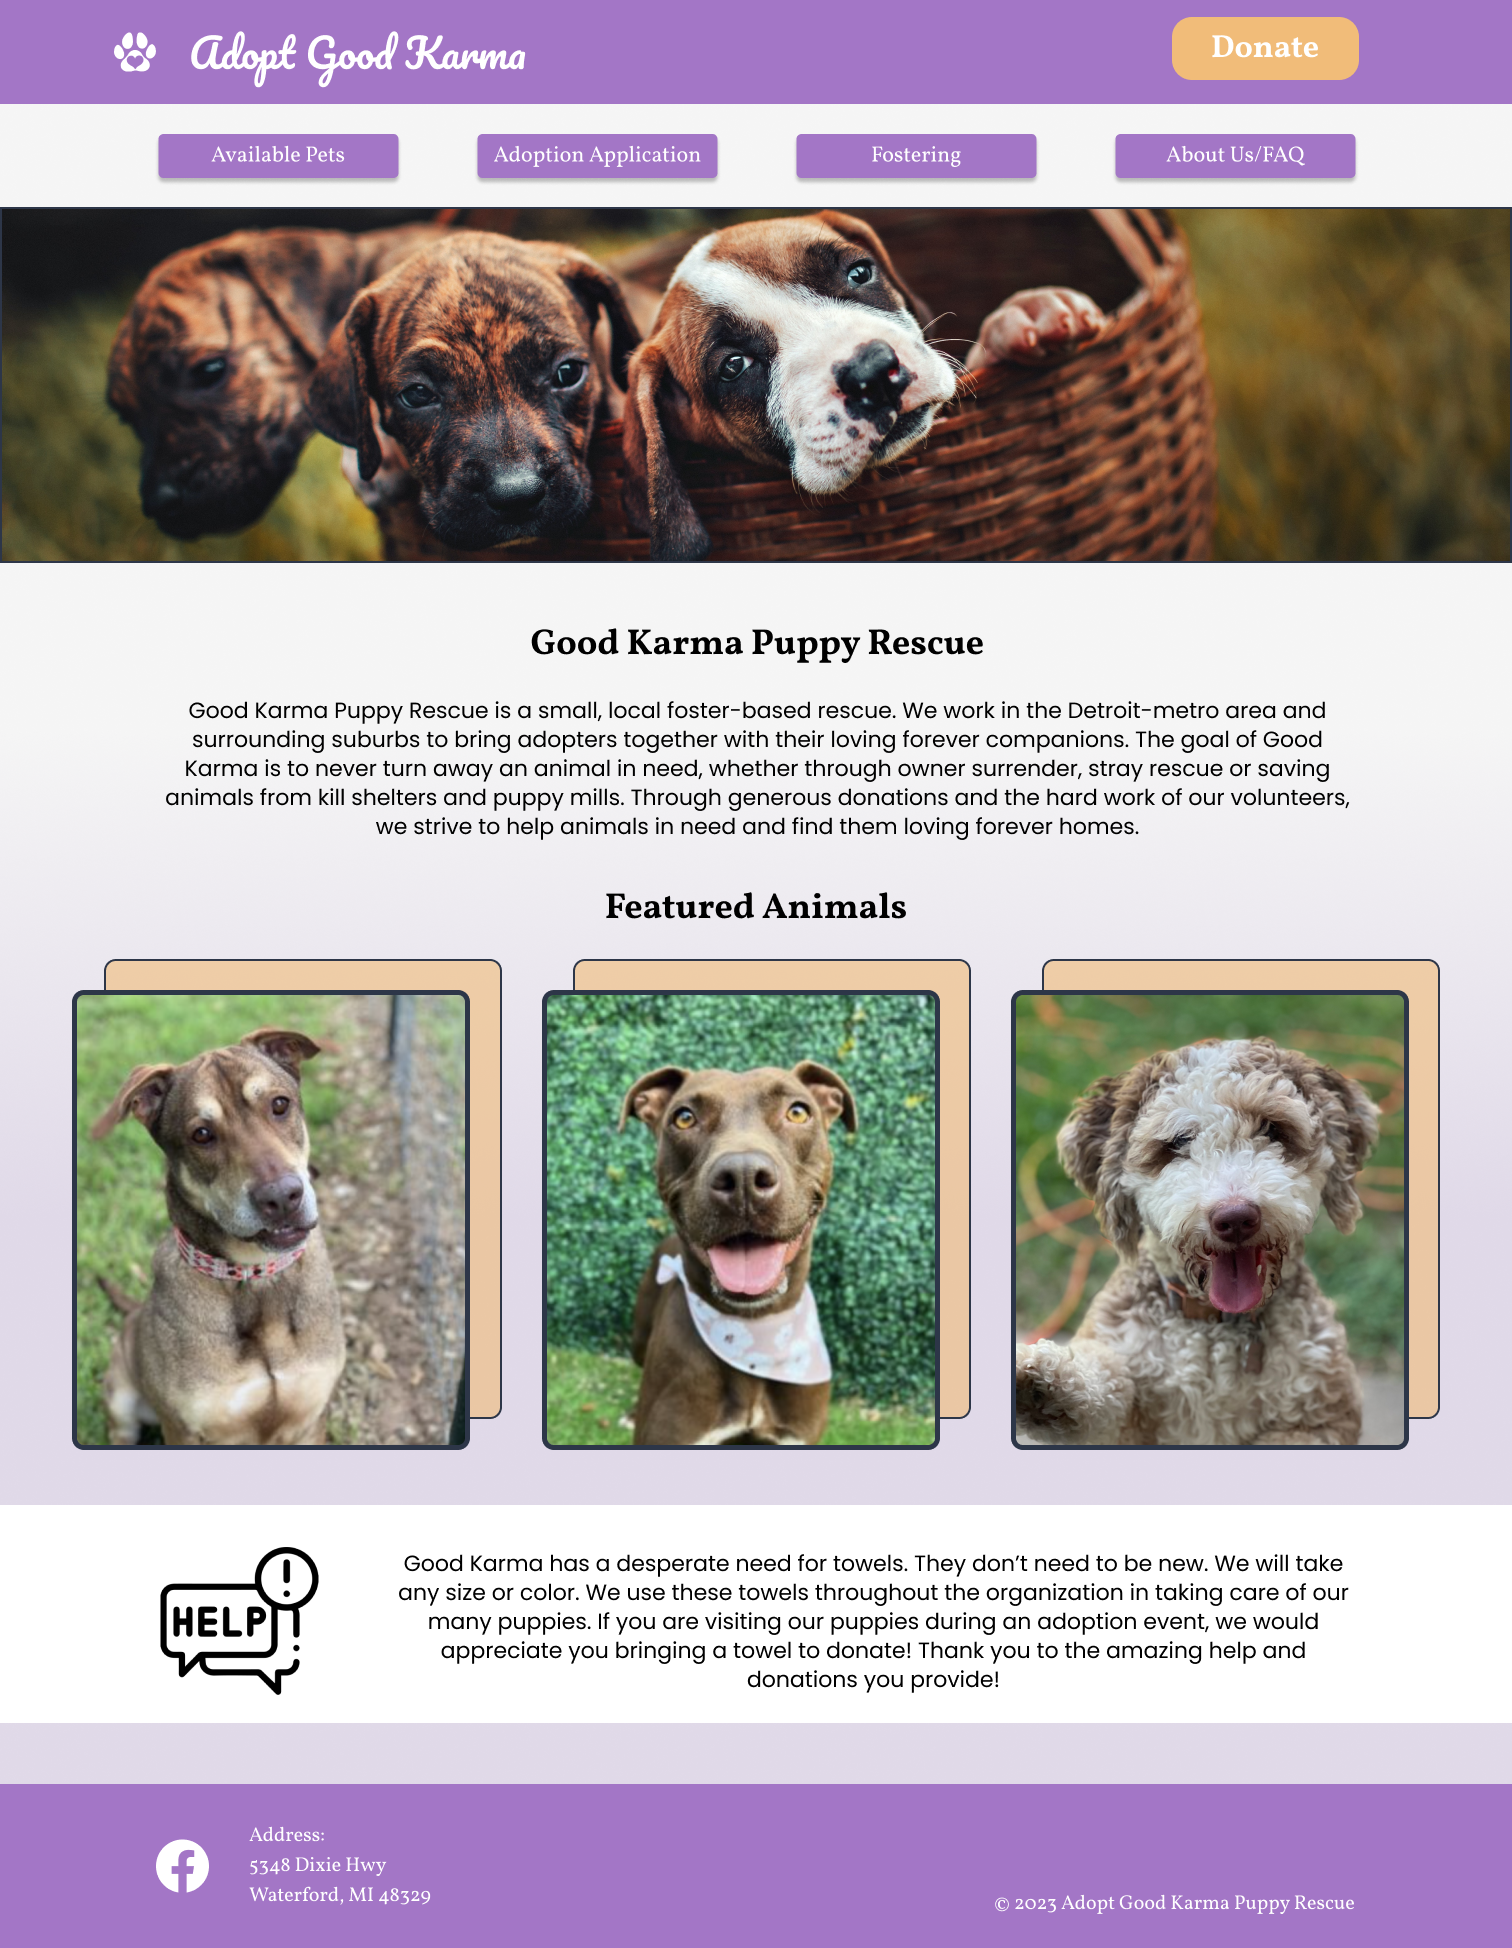 Adopt Good Karma
Donate
Available Pets
Adoption Application
Fostering
About Us/FAQ
Good Karma Puppy Rescue
Good Karma Puppy Rescue is a small, local foster-based rescue. We work in the Detroit-metro area and
surrounding suburbs to bring adopters together with their loving forever companions. The goal of Good
Karma is to never turn away an animal in need, whether through owner surrender, stray rescue or saving
animals from kill shelters and puppy mills. Through generous donations and the hard work of our volunteers,
we strive to help animals in need and find them loving forever homes.
Featured Animals
HELP!
Good Karma has a desperate need for towels. They don’t need to be new. We will take
any size or color. We use these towels throughout the organization in taking care of our
many puppies. If you are visiting our puppies during an adoption event, we would
appreciate you bringing a towel to donate! Thank you to the amazing help and
donations you provide!
Address:
5348 Dixie Hwy
Waterford, MI 48329
© 2023 Adopt Good Karma Puppy Rescue